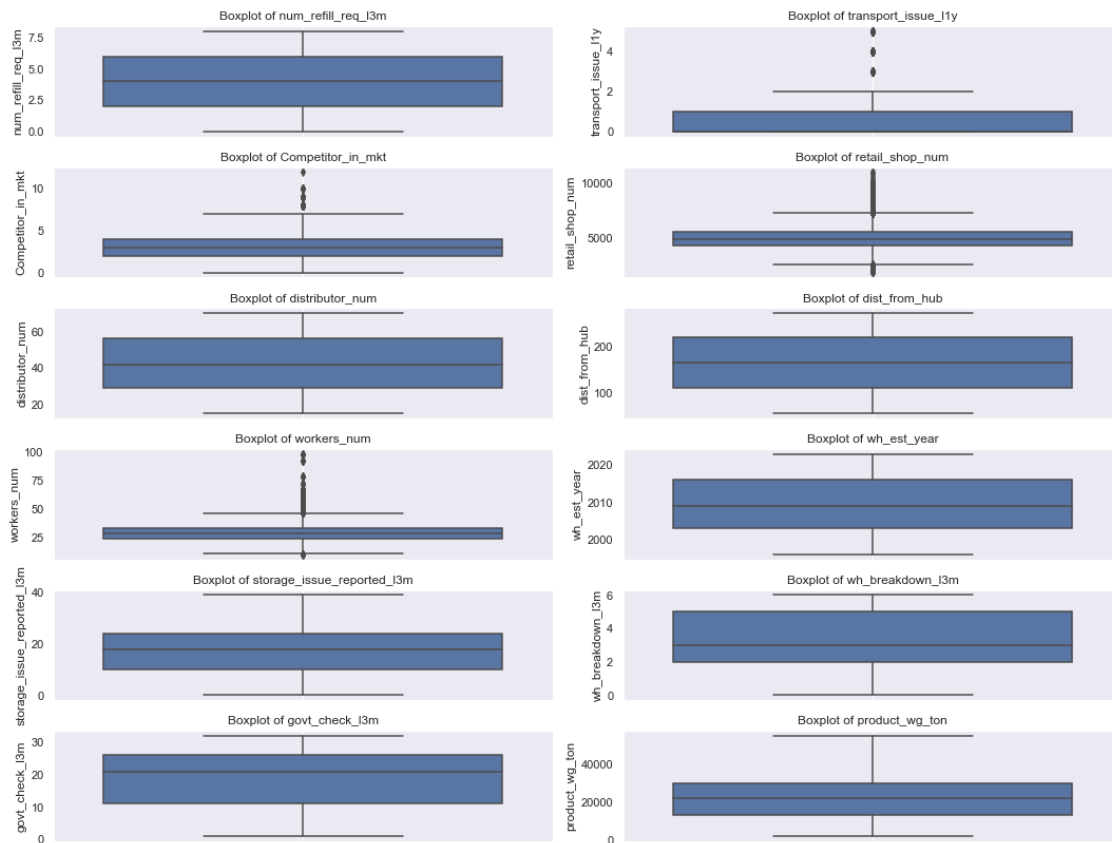 Boxplot of num_refill_req_l3m
num_refill_req_l3m
7.5
5.0
2.5
0.0
Boxplot of transport_issue_l1y
transport_issue_l1y
4
2
0
Boxplot of Competitor_in_mkt
Competitor_in_mkt
10
5
0
Boxplot of retail_shop_num
retail_shop_num
10000
5000
Boxplot of distributor_num
distributor_num
60
40
20
Boxplot of dist_from_hub
dist_from_hub
200
100
Boxplot of workers_num
workers_num
100
75
50
25
Boxplot of wh_est_year
wh_est_year
2020
2010
2000
Boxplot of storage_issue_reported_l3m
storage_issue_reported_l3m
40
20
0
Boxplot of wh_breakdown_l3m
wh_breakdown_l3m
6
4
2
0
Boxplot of govt_check_l3m
govt_check_l3m
30
20
10
0
Boxplot of product_wg_ton
product_wg_ton
40000
20000
0